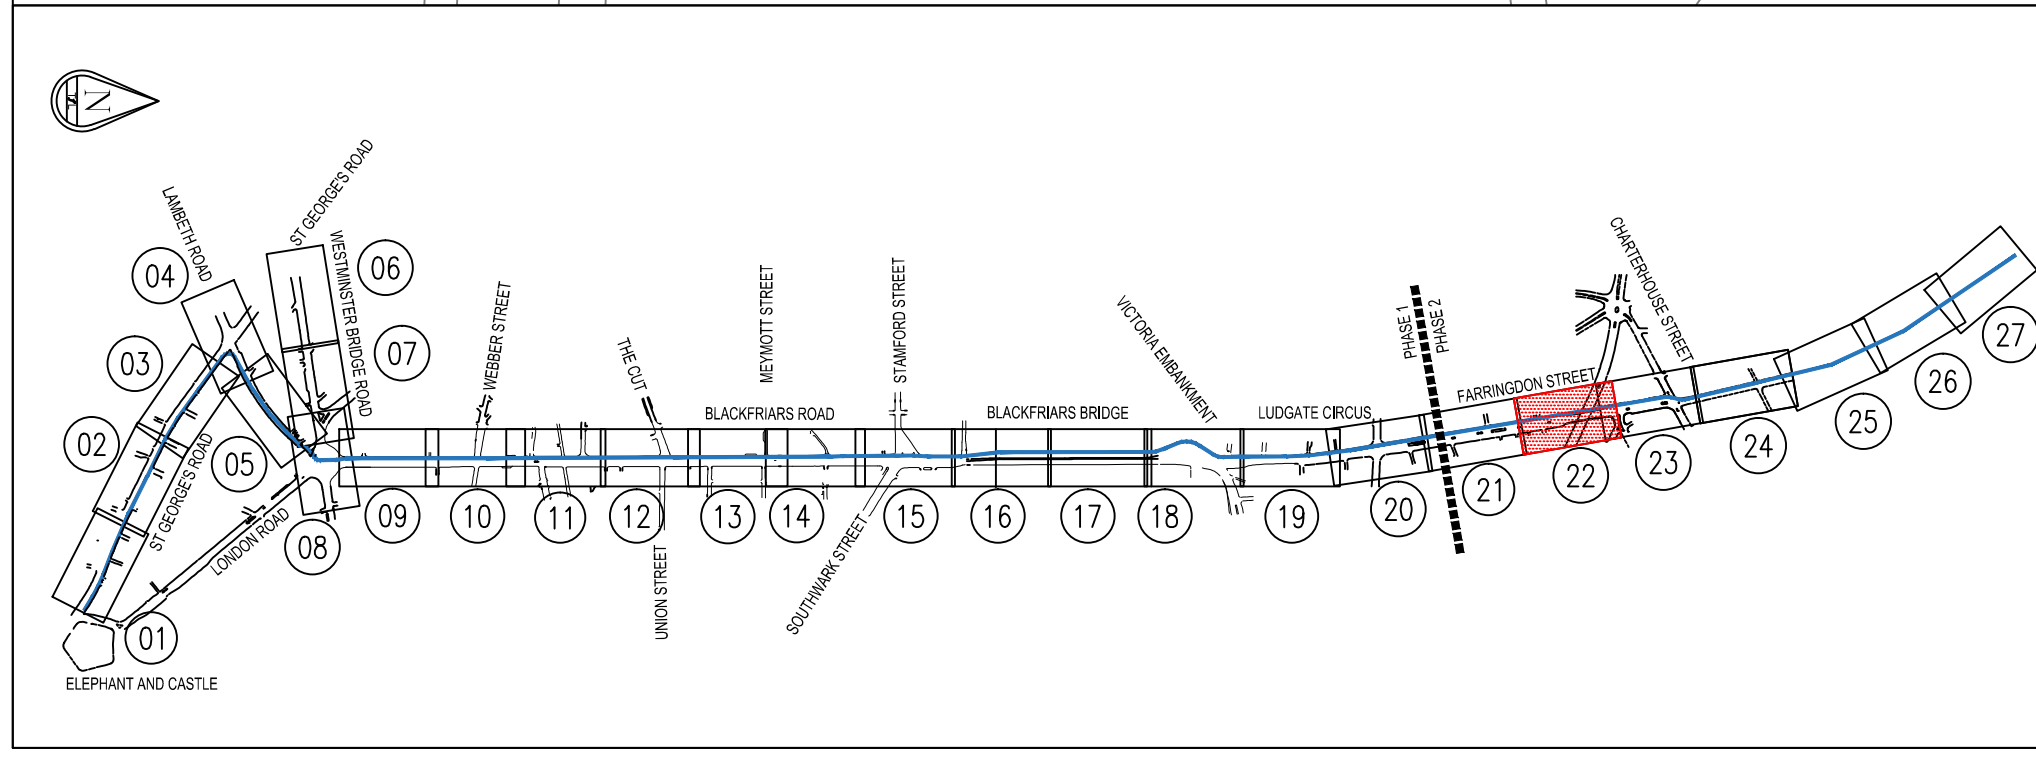 N
LAMBETH ROAD
ST GEORGE'S ROAD
WESTMINSTER BRIDGE ROAD
04
06
03
07
02
05
ST GEORGE'S ROAD
LONDON ROAD
08
01
ELEPHANT AND CASTLE
WEBBER STREET
THE CUT
MEYMOTT STREET
STAMFORD STREET
BLACKFRIARS ROAD
BLACKFRIARS BRIDGE
VICTORIA EMBANKMENT
LUDGATE CIRCUS
PHASE 1
PHASE 2
FARRINGDON STREET
CHARTERHOUSE STREET
09
10
11
12
13
14
15
16
17
18
19
20
21
22
23
24
25
26
27
UNION STREET
SOUTHWARK STREET